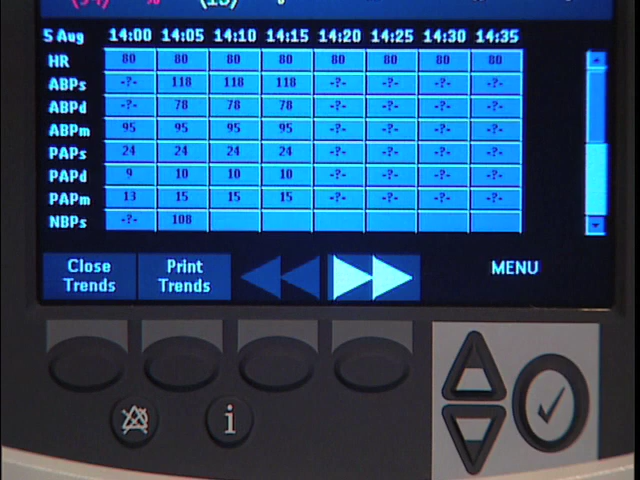 5 Aug 14:00 14:05 14:10 14:15 14:20 14:25 14:30 14:35
HR 80 80 80 80 80 80 80 80
ABPs -?- 118 118 118 -?- -?- -?- -?-
ABPd -?- 78 78 78 -?- -?- -?- -?-
ABPm 95 95 95 95 -?- -?- -?- -?-
PAPs 24 24 24 24 -?- -?- -?- -?-
PAPd 9 10 10 10 -?- -?- -?- -?-
PAPm 13 15 15 15 -?- -?- -?- -?-
NBPs -?- 108
Close Trends
Print Trends
MENU
i